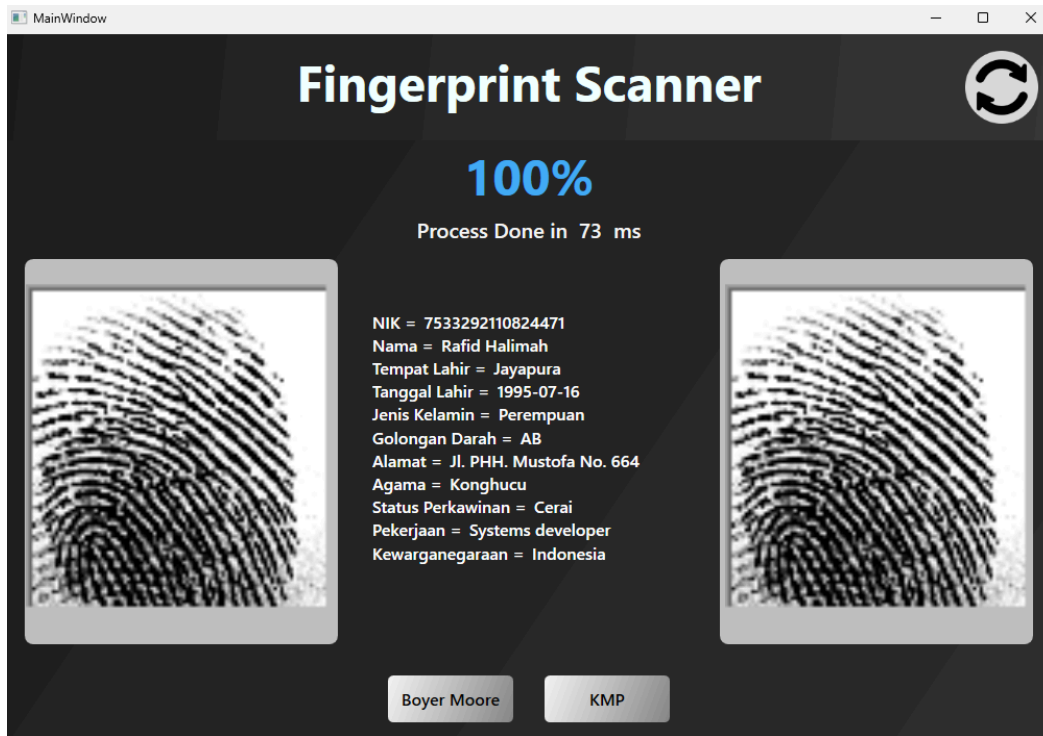 MainWindow
Fingerprint Scanner
100%
Process Done in 73 ms
NIK = 7533292110824471
Nama = Rafid Halimah
Tempat Lahir = Jayapura
Tanggal Lahir = 1995-07-16
Jenis Kelamin = Perempuan
Golongan Darah = AB
Alamat = Jl. PHH. Mustofa No. 664
Agama = Konghucu
Status Perkawinan = Cerai
Pekerjaan = Systems developer
Kewarganegaraan = Indonesia
Boyer Moore
KMP